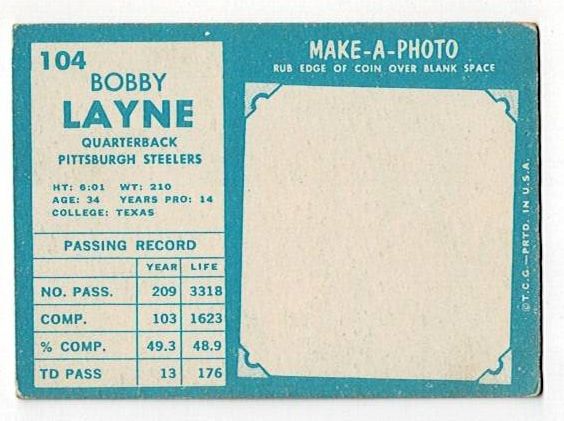 104
BOBBY
LAYNE
QUARTERBACK
PITTSBURGH STEELERS
HT: 6:01 WT: 210
AGE: 34 YEARS PRO: 14
COLLEGE: TEXAS
PASSING RECORD
YEAR LIFE
NO. PASS. 209 3318
COMP. 103 1623
% COMP. 49.3 48.9
TD PASS 13 176
MAKE-A-PHOTO
RUB EDGE OF COIN OVER BLANK SPACE
©T.C.G.—PRTD. IN U.S.A.